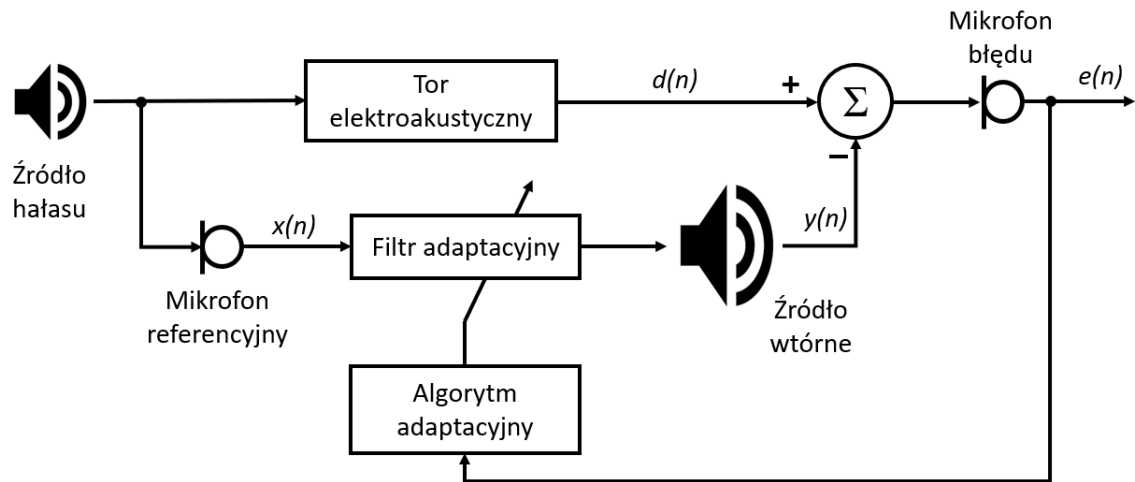 Źródło
hałasu
Tor
elektroakustyczny
d(n)
+
Σ
−
Mikrofon
błędu
e(n)
Mikrofon
referencyjny
x(n)
Filtr adaptacyjny
Źródło
wtórne
y(n)
Algorytm
adaptacyjny